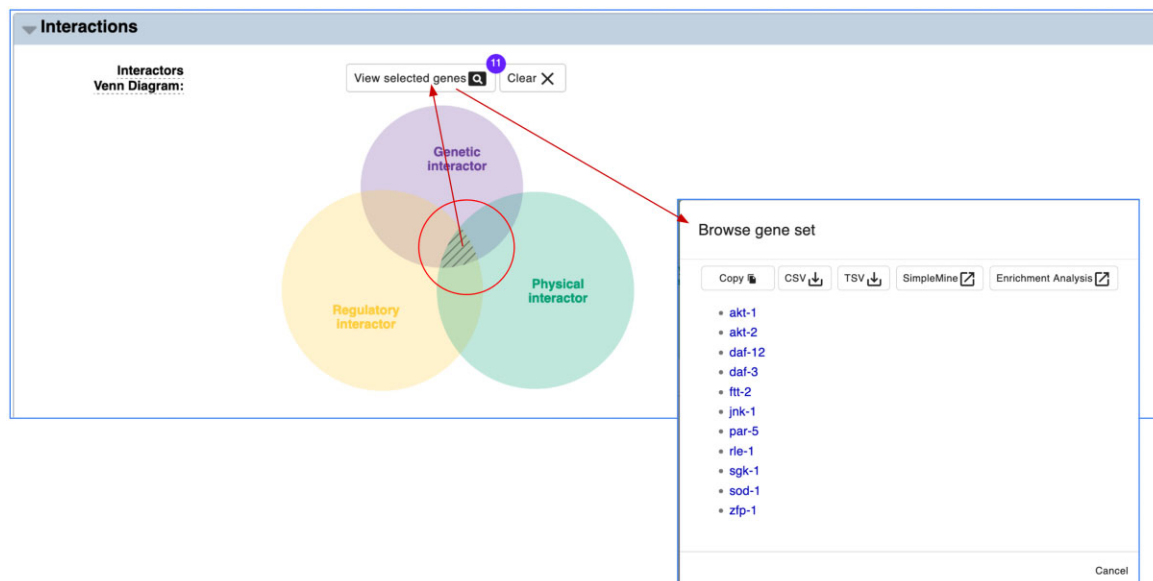 Interactions
Interactors
Venn Diagram:
View selected genes
11
Clear
Genetic
interactor
Regulatory
interactor
Physical
interactor
Browse gene set
Copy
CSV
TSV
SimpleMine
Enrichment Analysis
akt-1
akt-2
daf-12
daf-3
ftt-2
jnk-1
par-5
rle-1
sgk-1
sod-1
zfp-1
Cancel